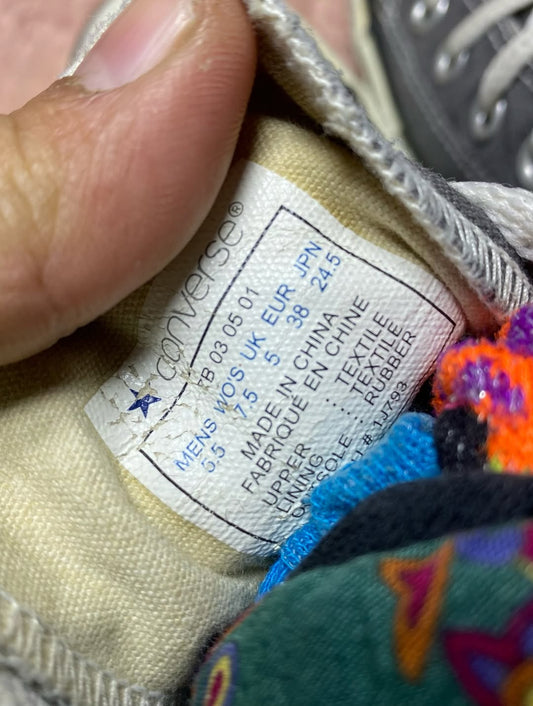 converse®
B 03 05 01
MENS WO'S UK EUR JPN
5.5 7.5 5 38 24.5
MADE IN CHINA
FABRIQUE EN CHINE
UPPER : TEXTILE
LINING : TEXTILE
: RUBBER